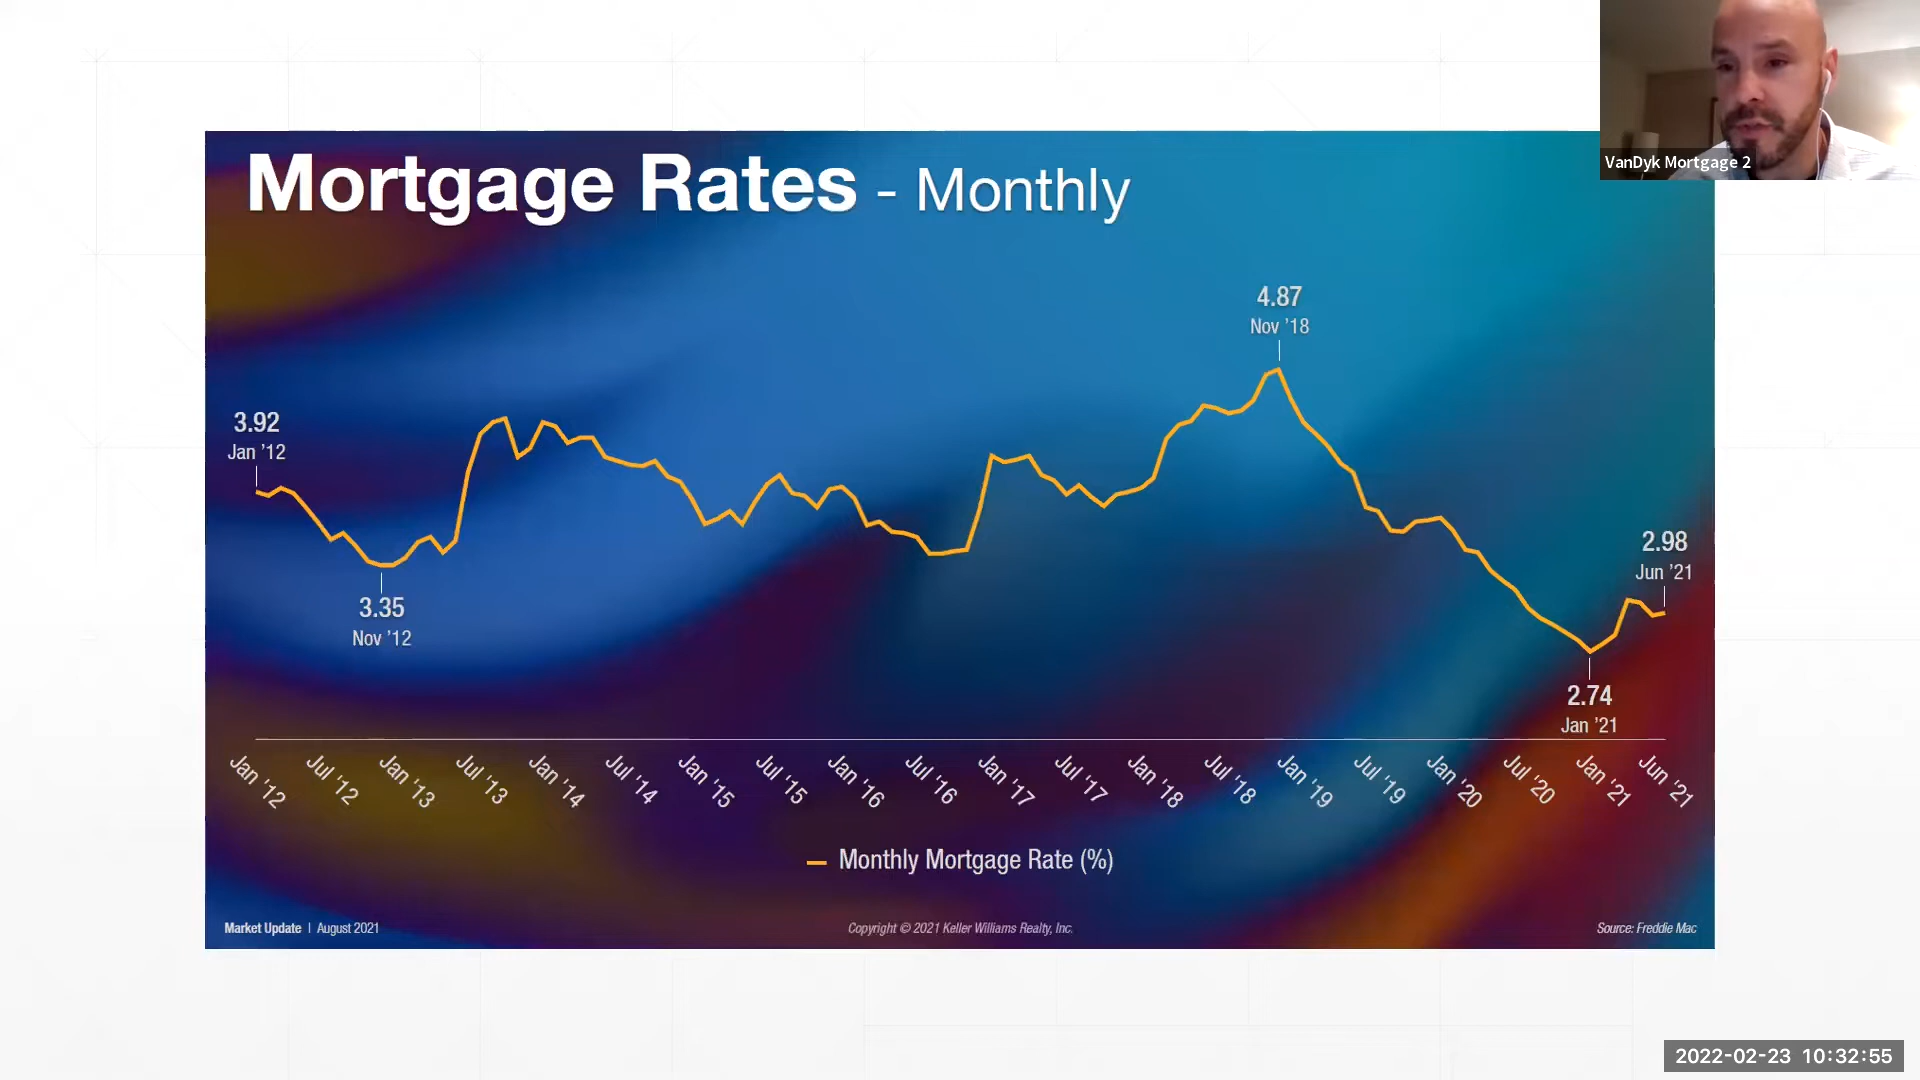 Mortgage Rates - Monthly
VanDyk Mortgage 2
4.87
Nov ’18
3.92
Jan ’12
2.98
Jun ’21
3.35
Nov ’12
2.74
Jan ’21
Jan ’12
Jul ’12
Jan ’13
Jul ’13
Jan ’14
Jul ’14
Jan ’15
Jul ’15
Jan ’16
Jul ’16
Jan ’17
Jul ’17
Jan ’18
Jul ’18
Jan ’19
Jul ’19
Jan ’20
Jul ’20
Jan ’21
Jun ’21
Monthly Mortgage Rate (%)
Market Update | August 2021
Copyright © 2021 Keller Williams Realty, Inc.
Source: Freddie Mac
2022-02-23 10:32:55